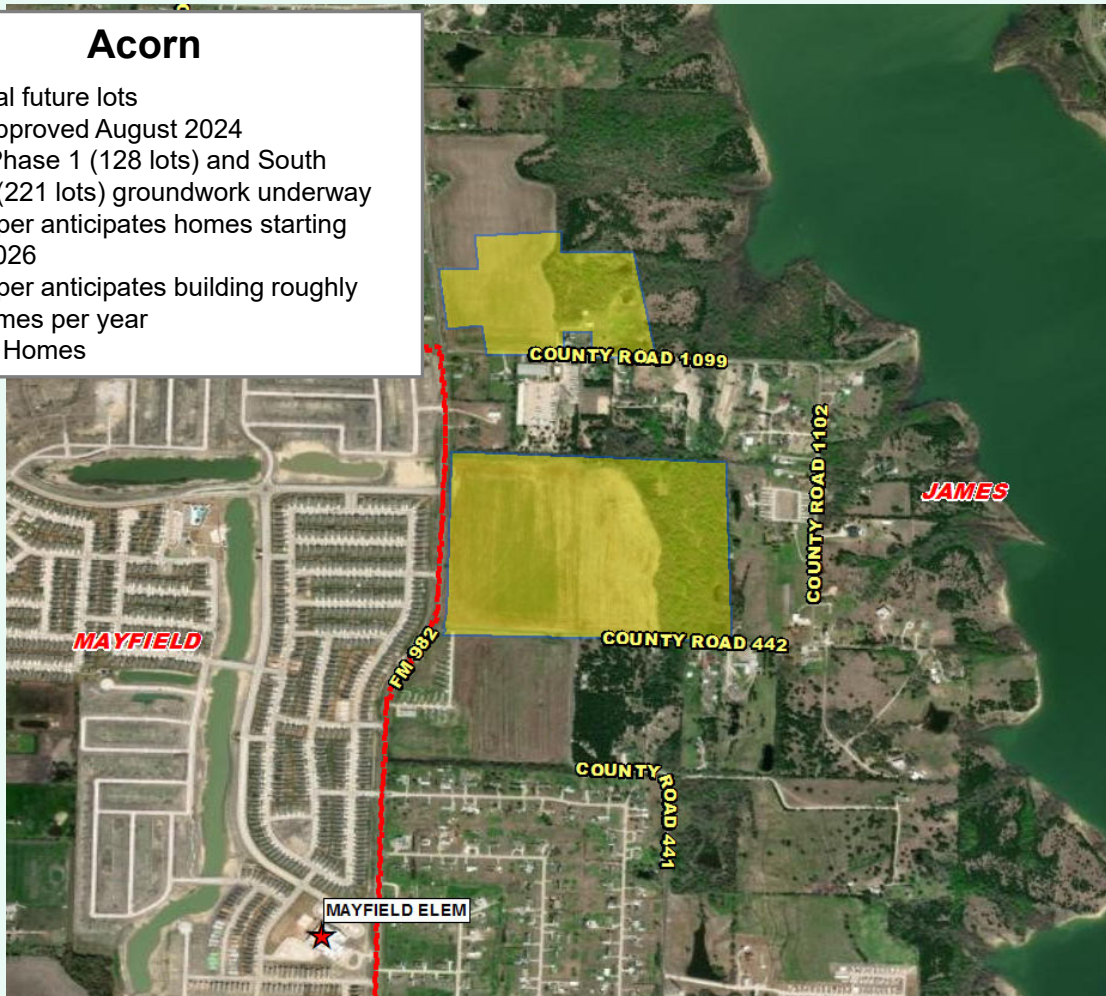 Acorn
al future lots
pproved August 2024
Phase 1 (128 lots) and South
(221 lots) groundwork underway
per anticipates homes starting
026
per anticipates building roughly
mes per year
Homes
COUNTY ROAD 1099
COUNTY ROAD 1102
JAMES
MAYFIELD
FM 982
COUNTY ROAD 442
COUNTY ROAD 441
MAYFIELD ELEM